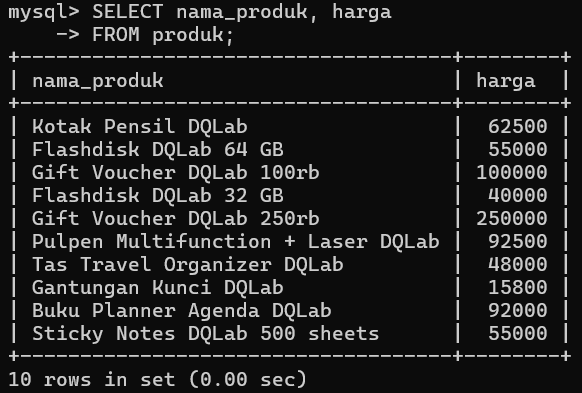 mysql> SELECT nama_produk, harga
    -> FROM produk;
+------------------------------------+--------+
| nama_produk                        | harga  |
+------------------------------------+--------+
| Kotak Pensil DQLab                 |  62500 |
| Flashdisk DQLab 64 GB              |  55000 |
| Gift Voucher DQLab 100rb           | 100000 |
| Flashdisk DQLab 32 GB              |  40000 |
| Gift Voucher DQLab 250rb           | 250000 |
| Pulpen Multifunction + Laser DQLab |  92500 |
| Tas Travel Organizer DQLab         |  48000 |
| Gantungan Kunci DQLab              |  15800 |
| Buku Planner Agenda DQLab          |  92000 |
| Sticky Notes DQLab 500 sheets      |  55000 |
+------------------------------------+--------+
10 rows in set (0.00 sec)